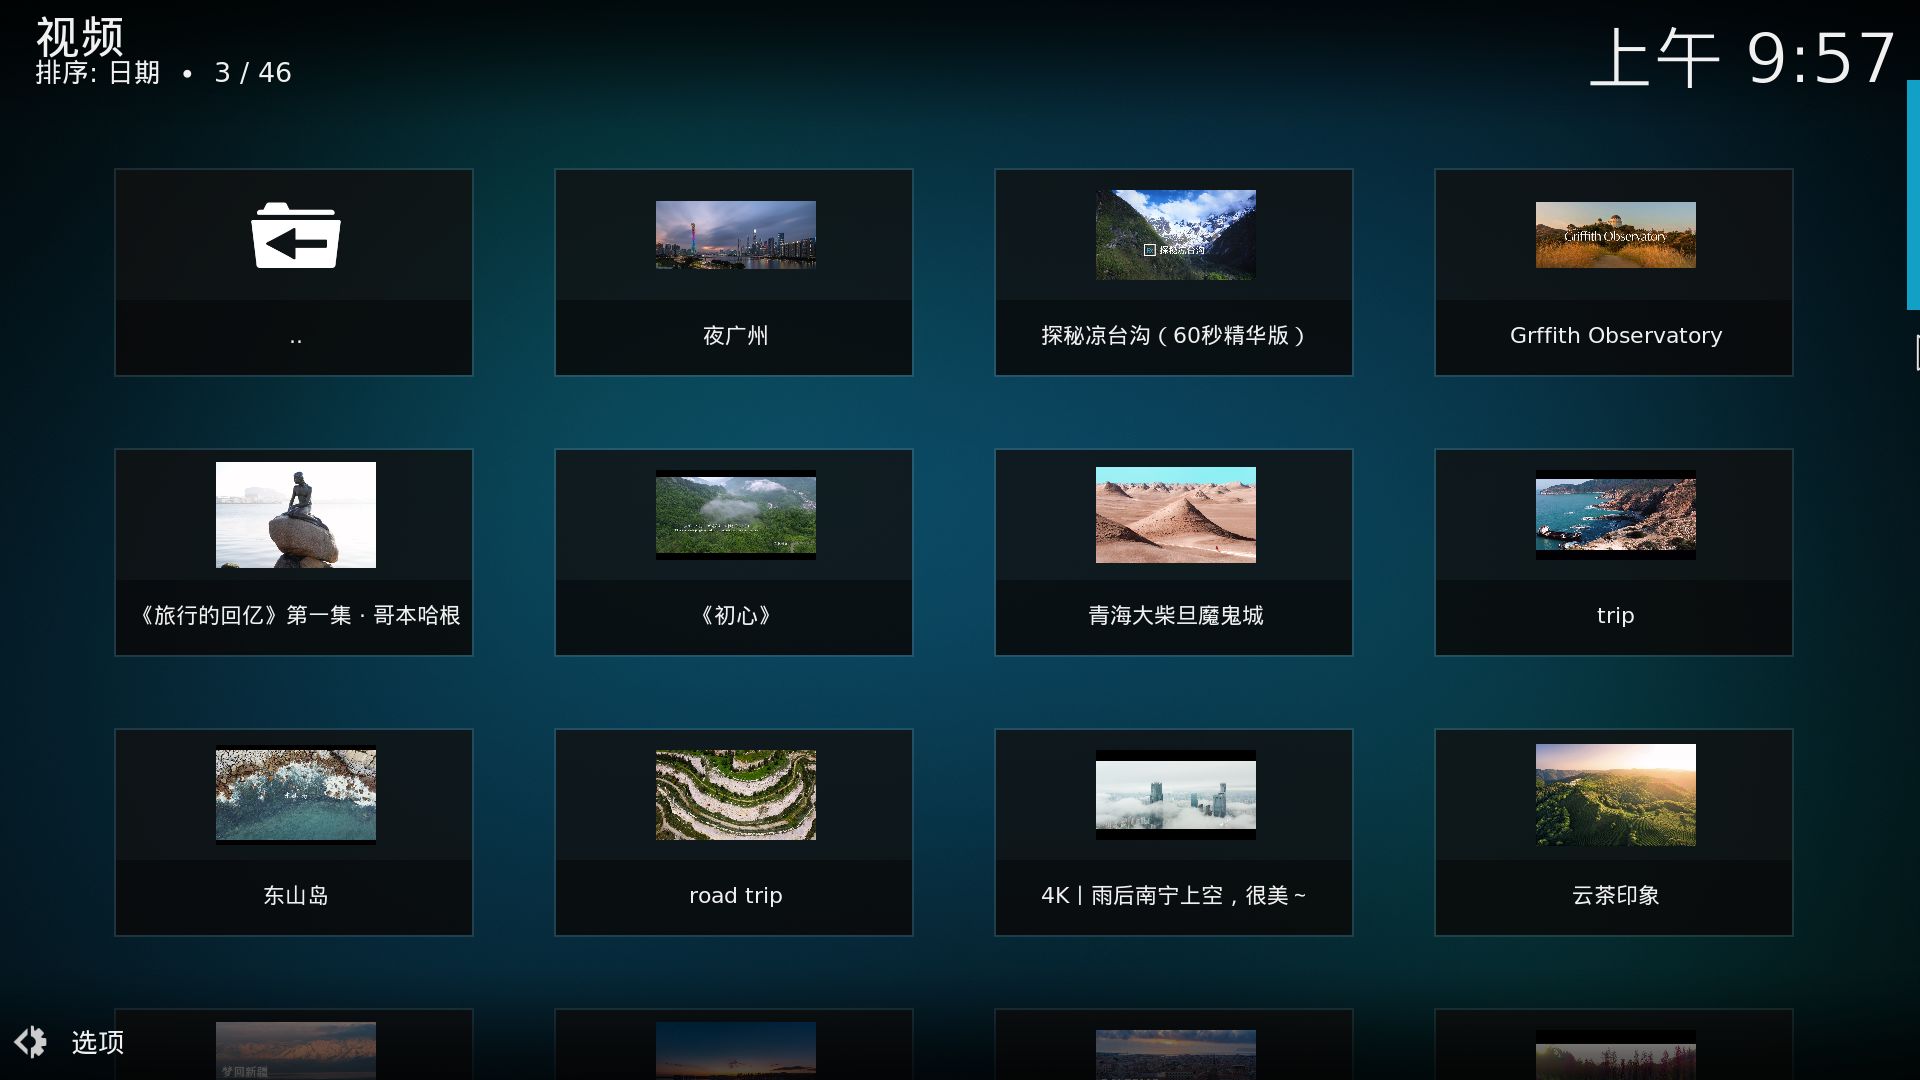 视频
排序: 日期 • 3 / 46
上午 9:57
..
夜广州
探秘凉台沟
探秘凉台沟（60秒精华版）
Griffith Observatory
Grffith Observatory
《旅行的回忆》第一集 · 哥本哈根
《初心》
青海大柴旦魔鬼城
trip
东山岛
road trip
4K丨雨后南宁上空，很美～
云茶印象
梦回新疆
选项